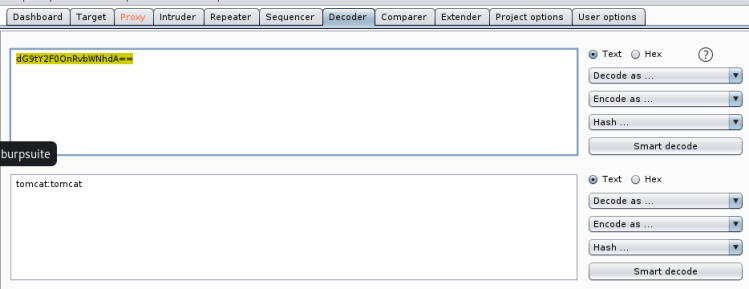 Dashboard Target Proxy Intruder Repeater Sequencer Decoder Comparer Extender Project options User options
dG9tY2F0OnRvbWNhdA==
Text Hex ?
Decode as ...
Encode as ...
Hash ...
Smart decode
burpsuite
tomcat:tomcat
Text Hex
Decode as ...
Encode as ...
Hash ...
Smart decode